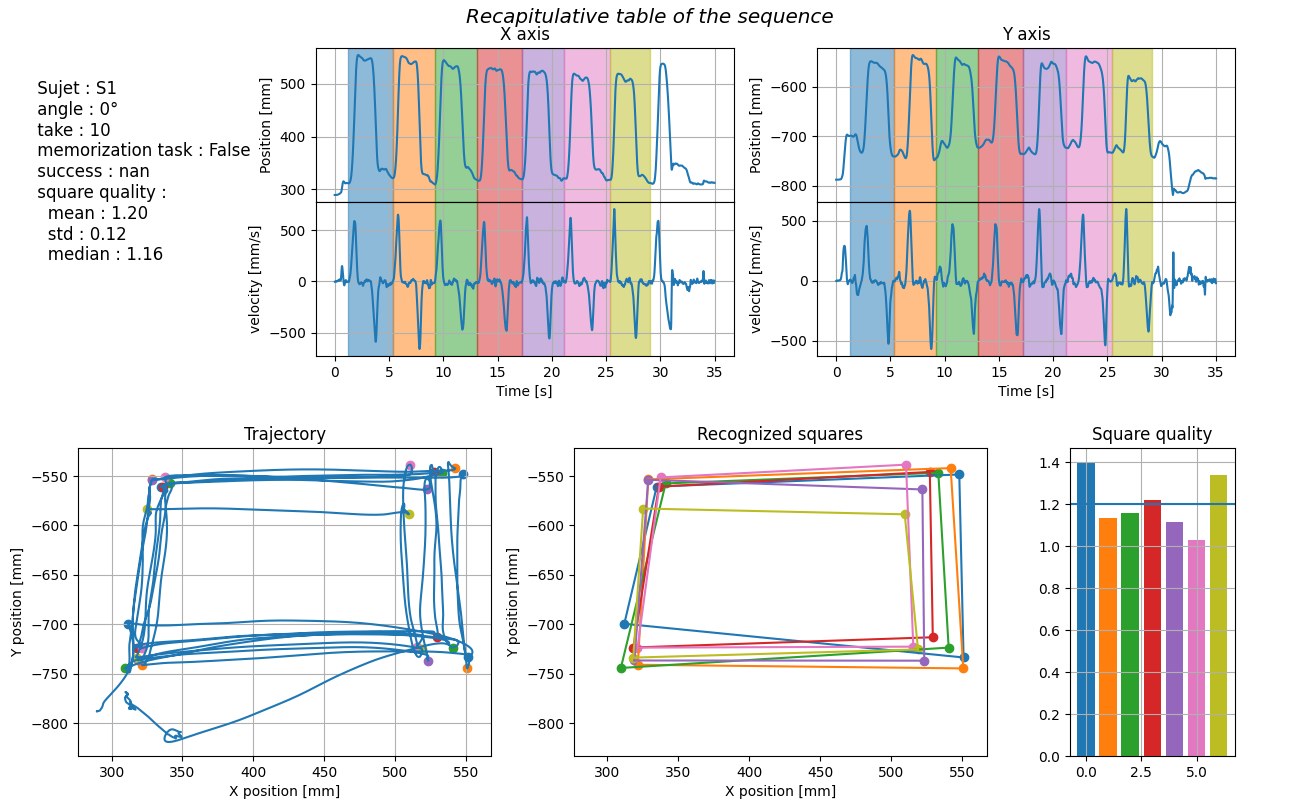 Recapitulative table of the sequence
X axis
Y axis
Sujet : S1
angle : 0°
take : 10
memorization task : False
success : nan
square quality :
mean : 1.20
std : 0.12
median : 1.16
Position [mm]
500
400
300
velocity [mm/s]
500
0
−500
0 5 10 15 20 25 30 35
Time [s]
Position [mm]
−600
−700
−800
velocity [mm/s]
500
0
−500
0 5 10 15 20 25 30 35
Time [s]
Trajectory
Y position [mm]
−550
−600
−650
−700
−750
−800
300 350 400 450 500 550
X position [mm]
Recognized squares
Y position [mm]
−550
−600
−650
−700
−750
−800
300 350 400 450 500 550
X position [mm]
Square quality
1.4
1.2
1.0
0.8
0.6
0.4
0.2
0.0
0.0 2.5 5.0